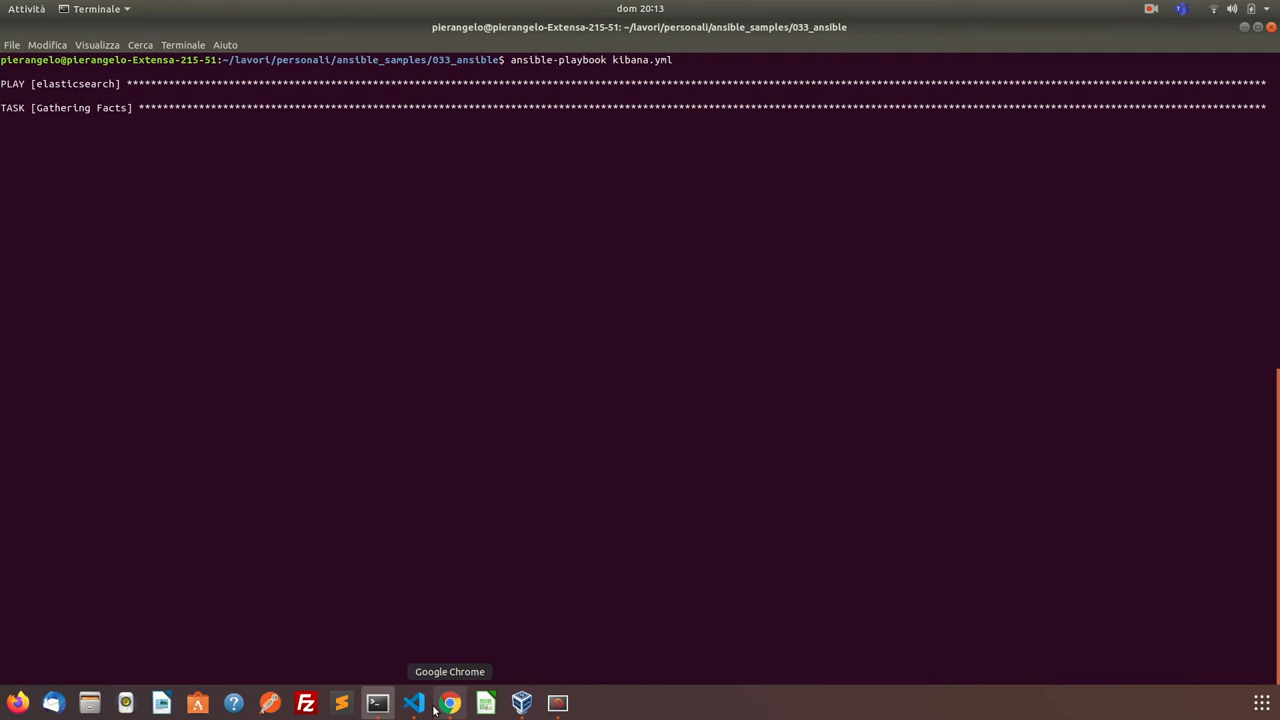 Attività Terminale dom 20:13
pierangelo@pierangelo-Extensa-215-51: ~/lavori/personali/ansible_samples/033_ansible
File Modifica Visualizza Cerca Terminale Aiuto
pierangelo@pierangelo-Extensa-215-51:~/lavori/personali/ansible_samples/033_ansible$ ansible-playbook kibana.yml
PLAY [elasticsearch] ***********************************************************************************************************************************************************************************************
TASK [Gathering Facts] *********************************************************************************************************************************************************************************************
Google Chrome